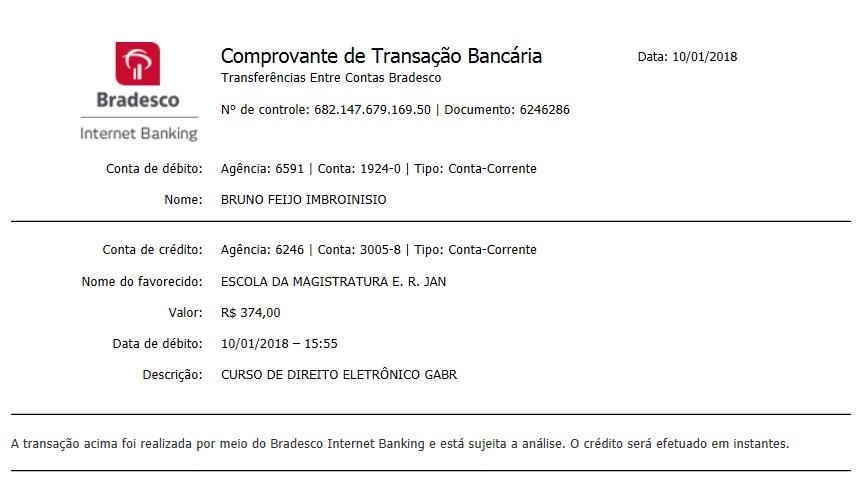 Comprovante de Transação Bancária
Data: 10/01/2018
Transferências Entre Contas Bradesco
Bradesco
Internet Banking
N° de controle: 682.147.679.169.50 | Documento: 6246286
Conta de débito: Agência: 6591 | Conta: 1924-0 | Tipo: Conta-Corrente
Nome: BRUNO FEIJO IMBROINISIO
Conta de crédito: Agência: 6246 | Conta: 3005-8 | Tipo: Conta-Corrente
Nome do favorecido: ESCOLA DA MAGISTRATURA E. R. JAN
Valor: R$ 374,00
Data de débito: 10/01/2018 – 15:55
Descrição: CURSO DE DIREITO ELETRÔNICO GABR
A transação acima foi realizada por meio do Bradesco Internet Banking e está sujeita a análise. O crédito será efetuado em instantes.